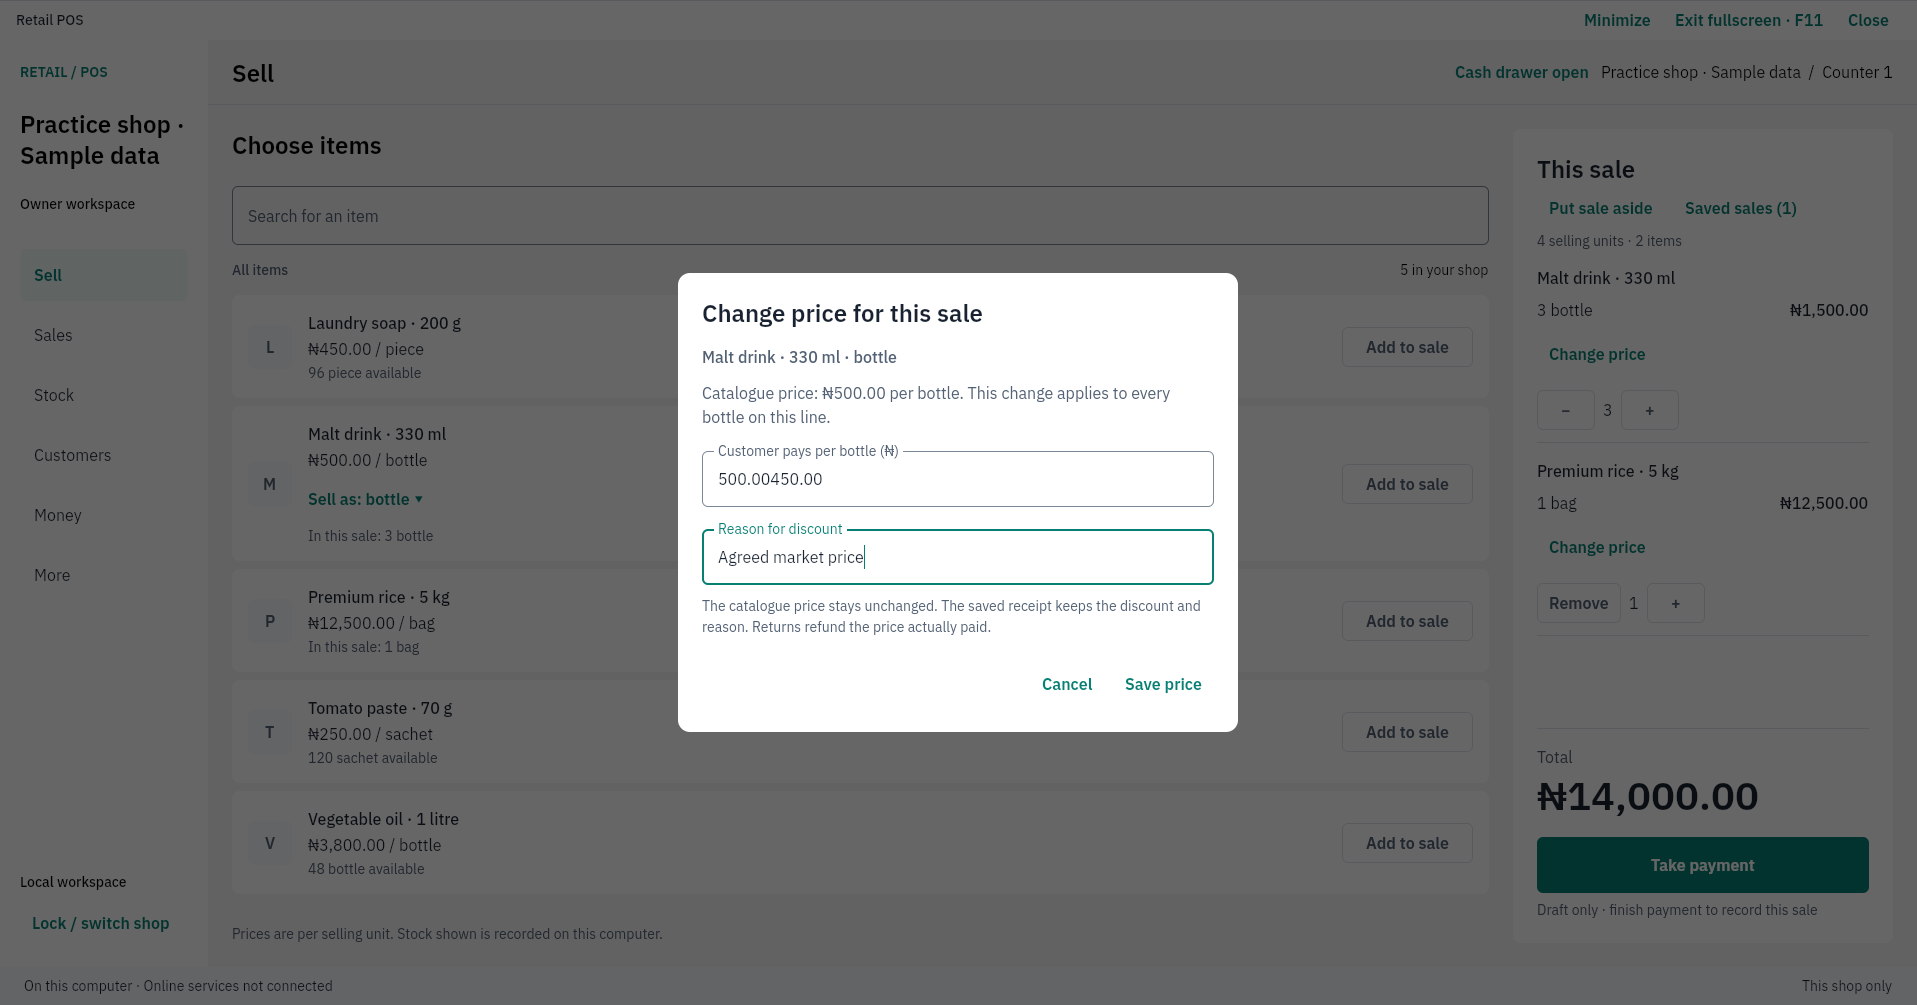 Retail POS
Minimize
Exit fullscreen · F11
Close
RETAIL / POS
Practice shop ·
Sample data
Owner workspace
Sell
Sales
Stock
Customers
Money
More
Local workspace
Lock / switch shop
Sell
Cash drawer open
Practice shop · Sample data / Counter 1
Choose items
Search for an item
All items
5 in your shop
L
Laundry soap · 200 g
₦450.00 / piece
96 piece available
Add to sale
M
Malt drink · 330 ml
₦500.00 / bottle
Sell as: bottle ▾
In this sale: 3 bottle
Add to sale
P
Premium rice · 5 kg
₦12,500.00 / bag
In this sale: 1 bag
Add to sale
T
Tomato paste · 70 g
₦250.00 / sachet
120 sachet available
Add to sale
V
Vegetable oil · 1 litre
₦3,800.00 / bottle
48 bottle available
Add to sale
Prices are per selling unit. Stock shown is recorded on this computer.
Change price for this sale
Malt drink · 330 ml · bottle
Catalogue price: ₦500.00 per bottle. This change applies to every
bottle on this line.
Customer pays per bottle (₦)
500.00450.00
Reason for discount
Agreed market price
The catalogue price stays unchanged. The saved receipt keeps the discount and
reason. Returns refund the price actually paid.
Cancel
Save price
This sale
Put sale aside
Saved sales (1)
4 selling units · 2 items
Malt drink · 330 ml
3 bottle
₦1,500.00
Change price
− 3 +
Premium rice · 5 kg
1 bag
₦12,500.00
Change price
Remove 1 +
Total
₦14,000.00
Take payment
Draft only · finish payment to record this sale
On this computer · Online services not connected
This shop only